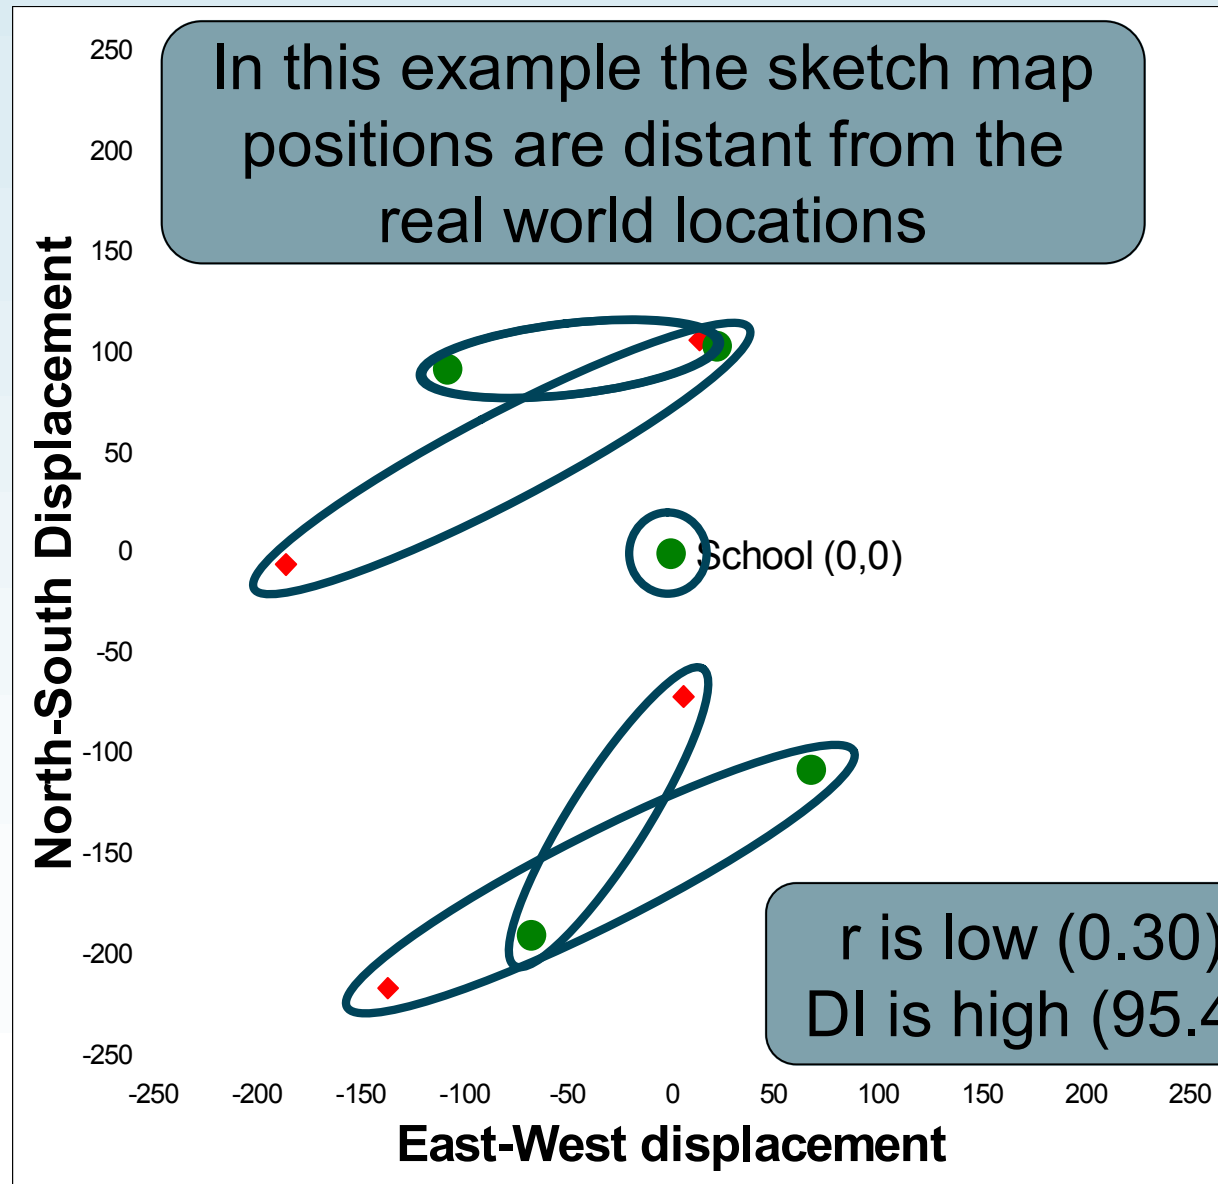 In this example the sketch map
positions are distant from the
real world locations
North-South Displacement
250
200
150
100
50
0
-50
-100
-150
-200
-250
School (0,0)
r is low (0.30)
DI is high (95.4
-250 -200 -150 -100 -50 0 50 100 150 200 250
East-West displacement